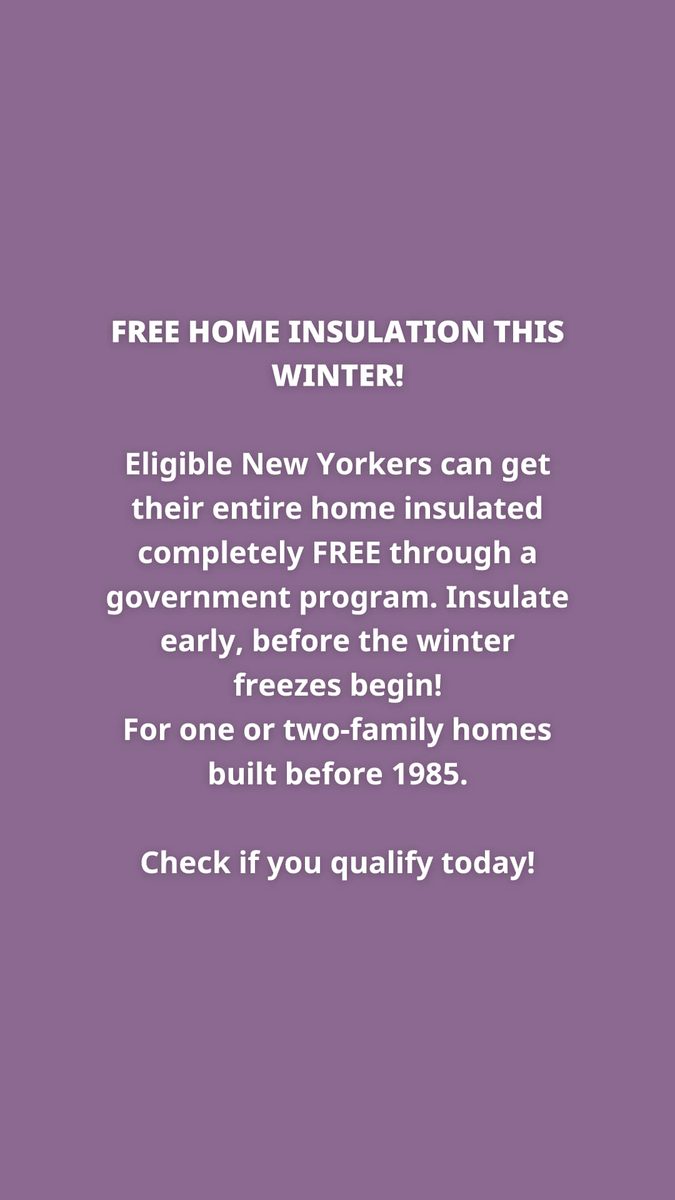 FREE HOME INSULATION THIS
WINTER!
Eligible New Yorkers can get
their entire home insulated
completely FREE through a
government program. Insulate
early, before the winter
freezes begin!
For one or two-family homes
built before 1985.
Check if you qualify today!